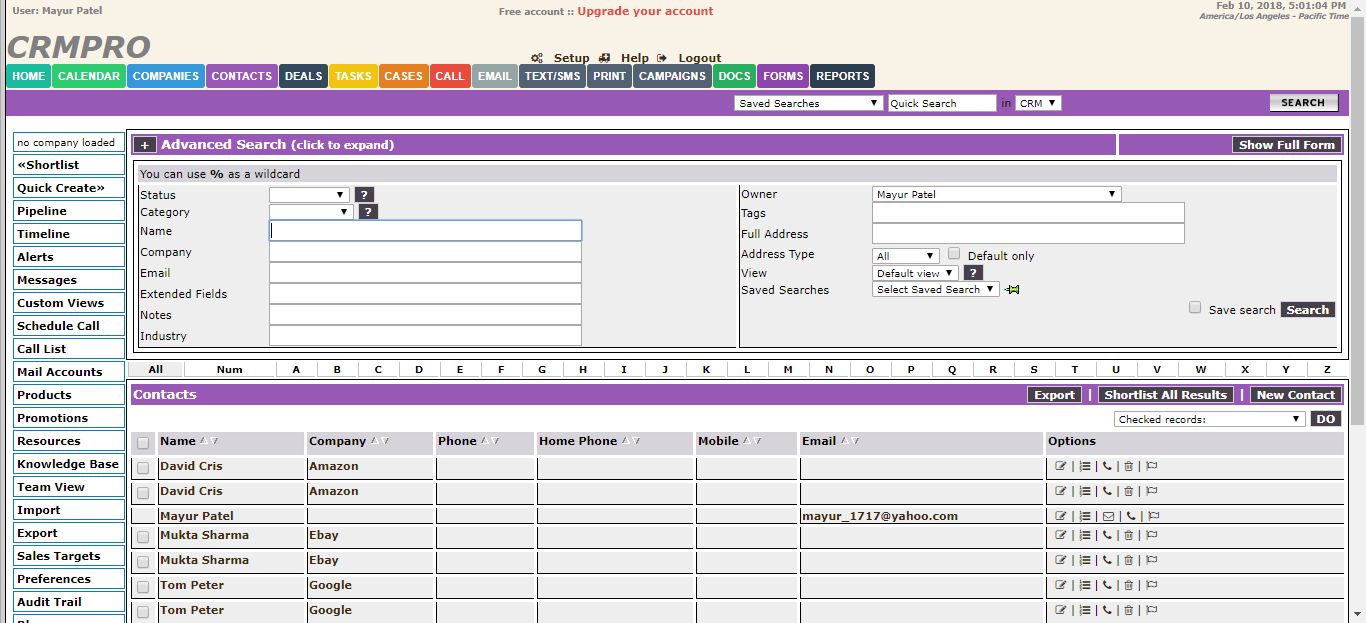 User: Mayur Patel
Free account :: Upgrade your account
Feb 10, 2018, 5:01:04 PM
America/Los Angeles - Pacific Time
CRMPRO
Setup Help Logout
HOME CALENDAR COMPANIES CONTACTS DEALS TASKS CASES CALL EMAIL TEXT/SMS PRINT CAMPAIGNS DOCS FORMS REPORTS
Saved Searches Quick Search in CRM SEARCH
no company loaded
«Shortlist
Quick Create»
Pipeline
Timeline
Alerts
Messages
Custom Views
Schedule Call
Call List
Mail Accounts
Products
Promotions
Resources
Knowledge Base
Team View
Import
Export
Sales Targets
Preferences
Audit Trail
+ Advanced Search (click to expand) Show Full Form
You can use % as a wildcard
Status ?
Category ?
Name
Company
Email
Extended Fields
Notes
Industry
Owner Mayur Patel
Tags
Full Address
Address Type All Default only
View Default view ?
Saved Searches Select Saved Search
Save search Search
All Num A B C D E F G H I J K L M N O P Q R S T U V W X Y Z
Contacts Export | Shortlist All Results | New Contact
Checked records: DO
Name Company Phone Home Phone Mobile Email Options
David Cris Amazon | | | |
David Cris Amazon | | | |
Mayur Patel mayur_1717@yahoo.com | | | |
Mukta Sharma Ebay | | | |
Mukta Sharma Ebay | | | |
Tom Peter Google | | | |
Tom Peter Google | | | |